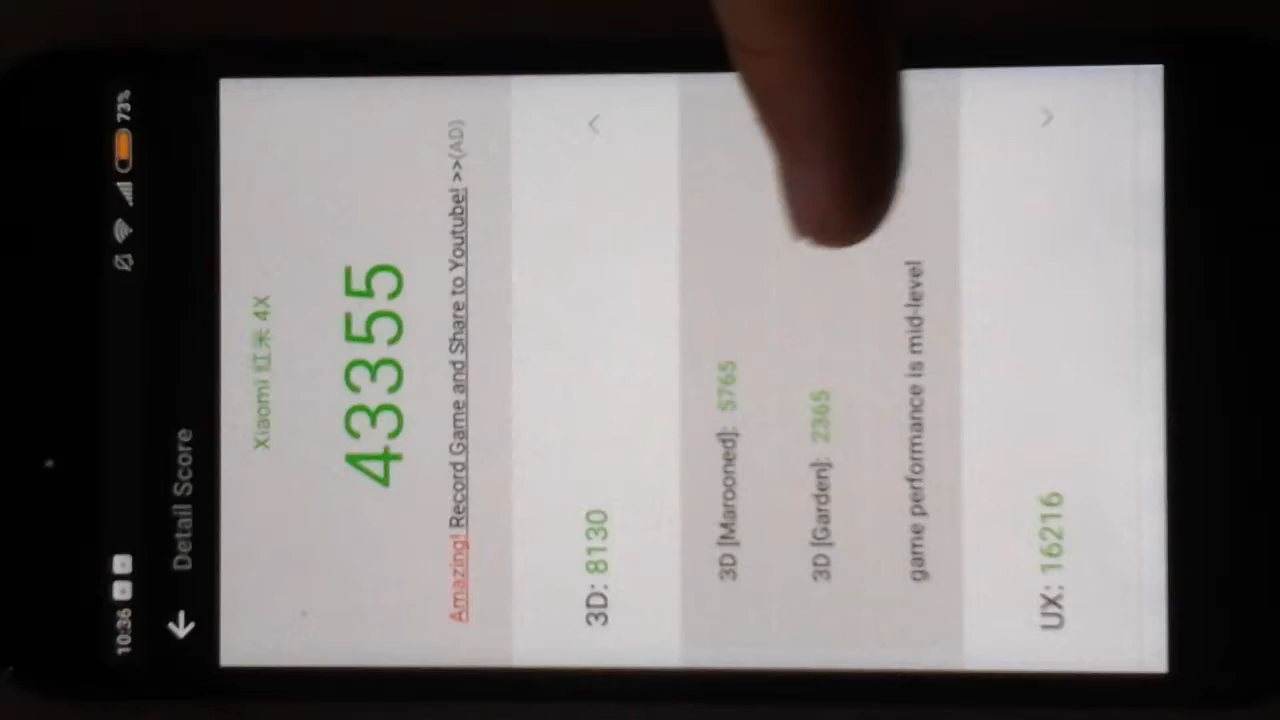 10:36 73%
Detail Score
Xiaomi 红米 4X
43355
Amazing! Record Game and Share to Youtube! >>(AD)
3D: 8130
3D [Marooned]: 5765
3D [Garden]: 2365
game performance is mid-level
UX: 16216